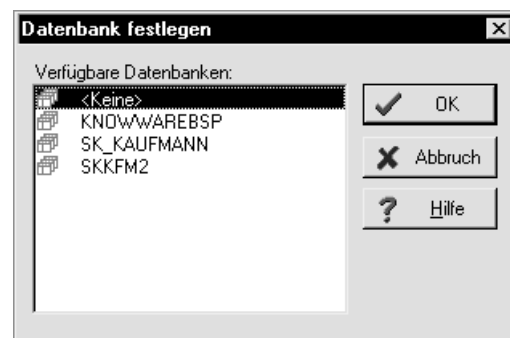 Datenbank festlegen
Verfügbare Datenbanken:
<Keine>
KNOWWAREBSP
SK_KAUFMANN
SKKFM2
OK
Abbruch
Hilfe